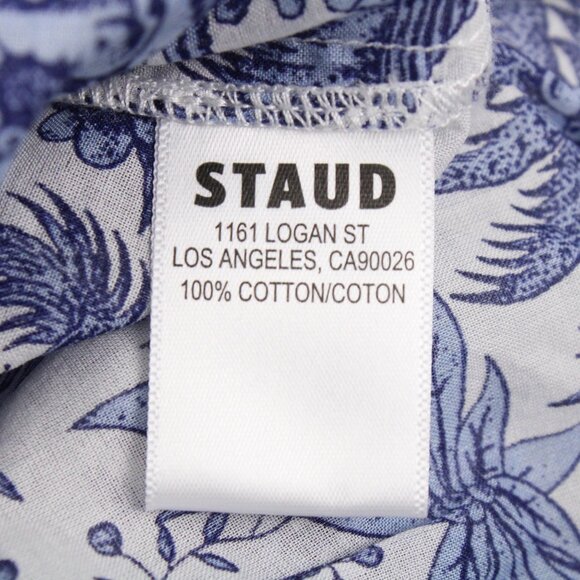 STAUD
1161 LOGAN ST
LOS ANGELES, CA90026
100% COTTON/COTON